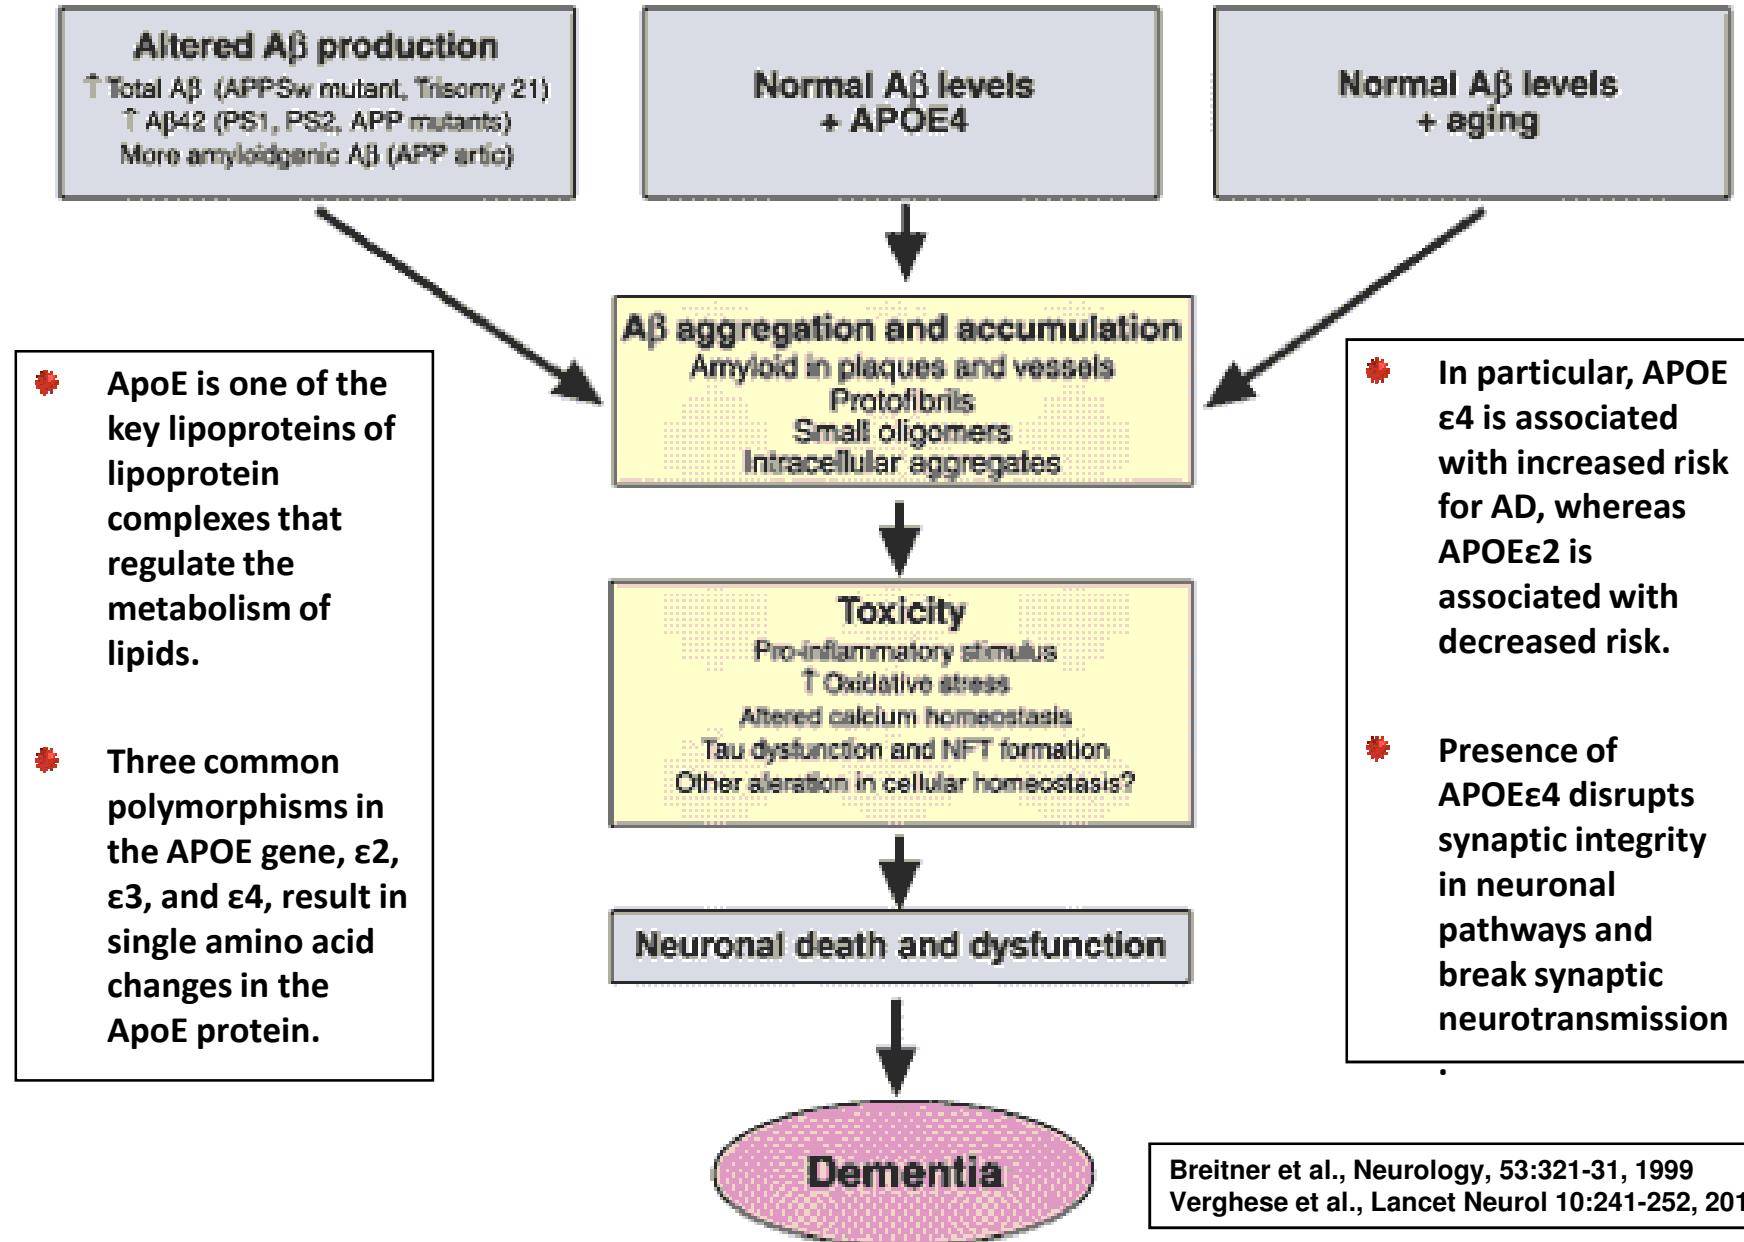 Altered Aβ production
↑ Total Aβ (APPSw mutant, Trisomy 21)
↑ Aβ42 (PS1, PS2, APP mutants)
More amyloidgenic Aβ (APP artic)
Normal Aβ levels
+ APOE4
Normal Aβ levels
+ aging
Aβ aggregation and accumulation
Amyloid in plaques and vessels
Protofibrils
Small oligomers
Intracellular aggregates
ApoE is one of the
key lipoproteins of
lipoprotein
complexes that
regulate the
metabolism of
lipids.
Three common
polymorphisms in
the APOE gene, ε2,
ε3, and ε4, result in
single amino acid
changes in the
ApoE protein.
In particular, APOE
ε4 is associated
with increased risk
for AD, whereas
APOEε2 is
associated with
decreased risk.
Presence of
APOEε4 disrupts
synaptic integrity
in neuronal
pathways and
break synaptic
neurotransmission
.
Toxicity
Pro-inflammatory stimulus
↑ Oxidative stress
Altered calcium homeostasis
Tau dysfunction and NFT formation
Other aleration in cellular homeostasis?
Neuronal death and dysfunction
Dementia
Breitner et al., Neurology, 53:321-31, 1999
Verghese et al., Lancet Neurol 10:241-252, 201